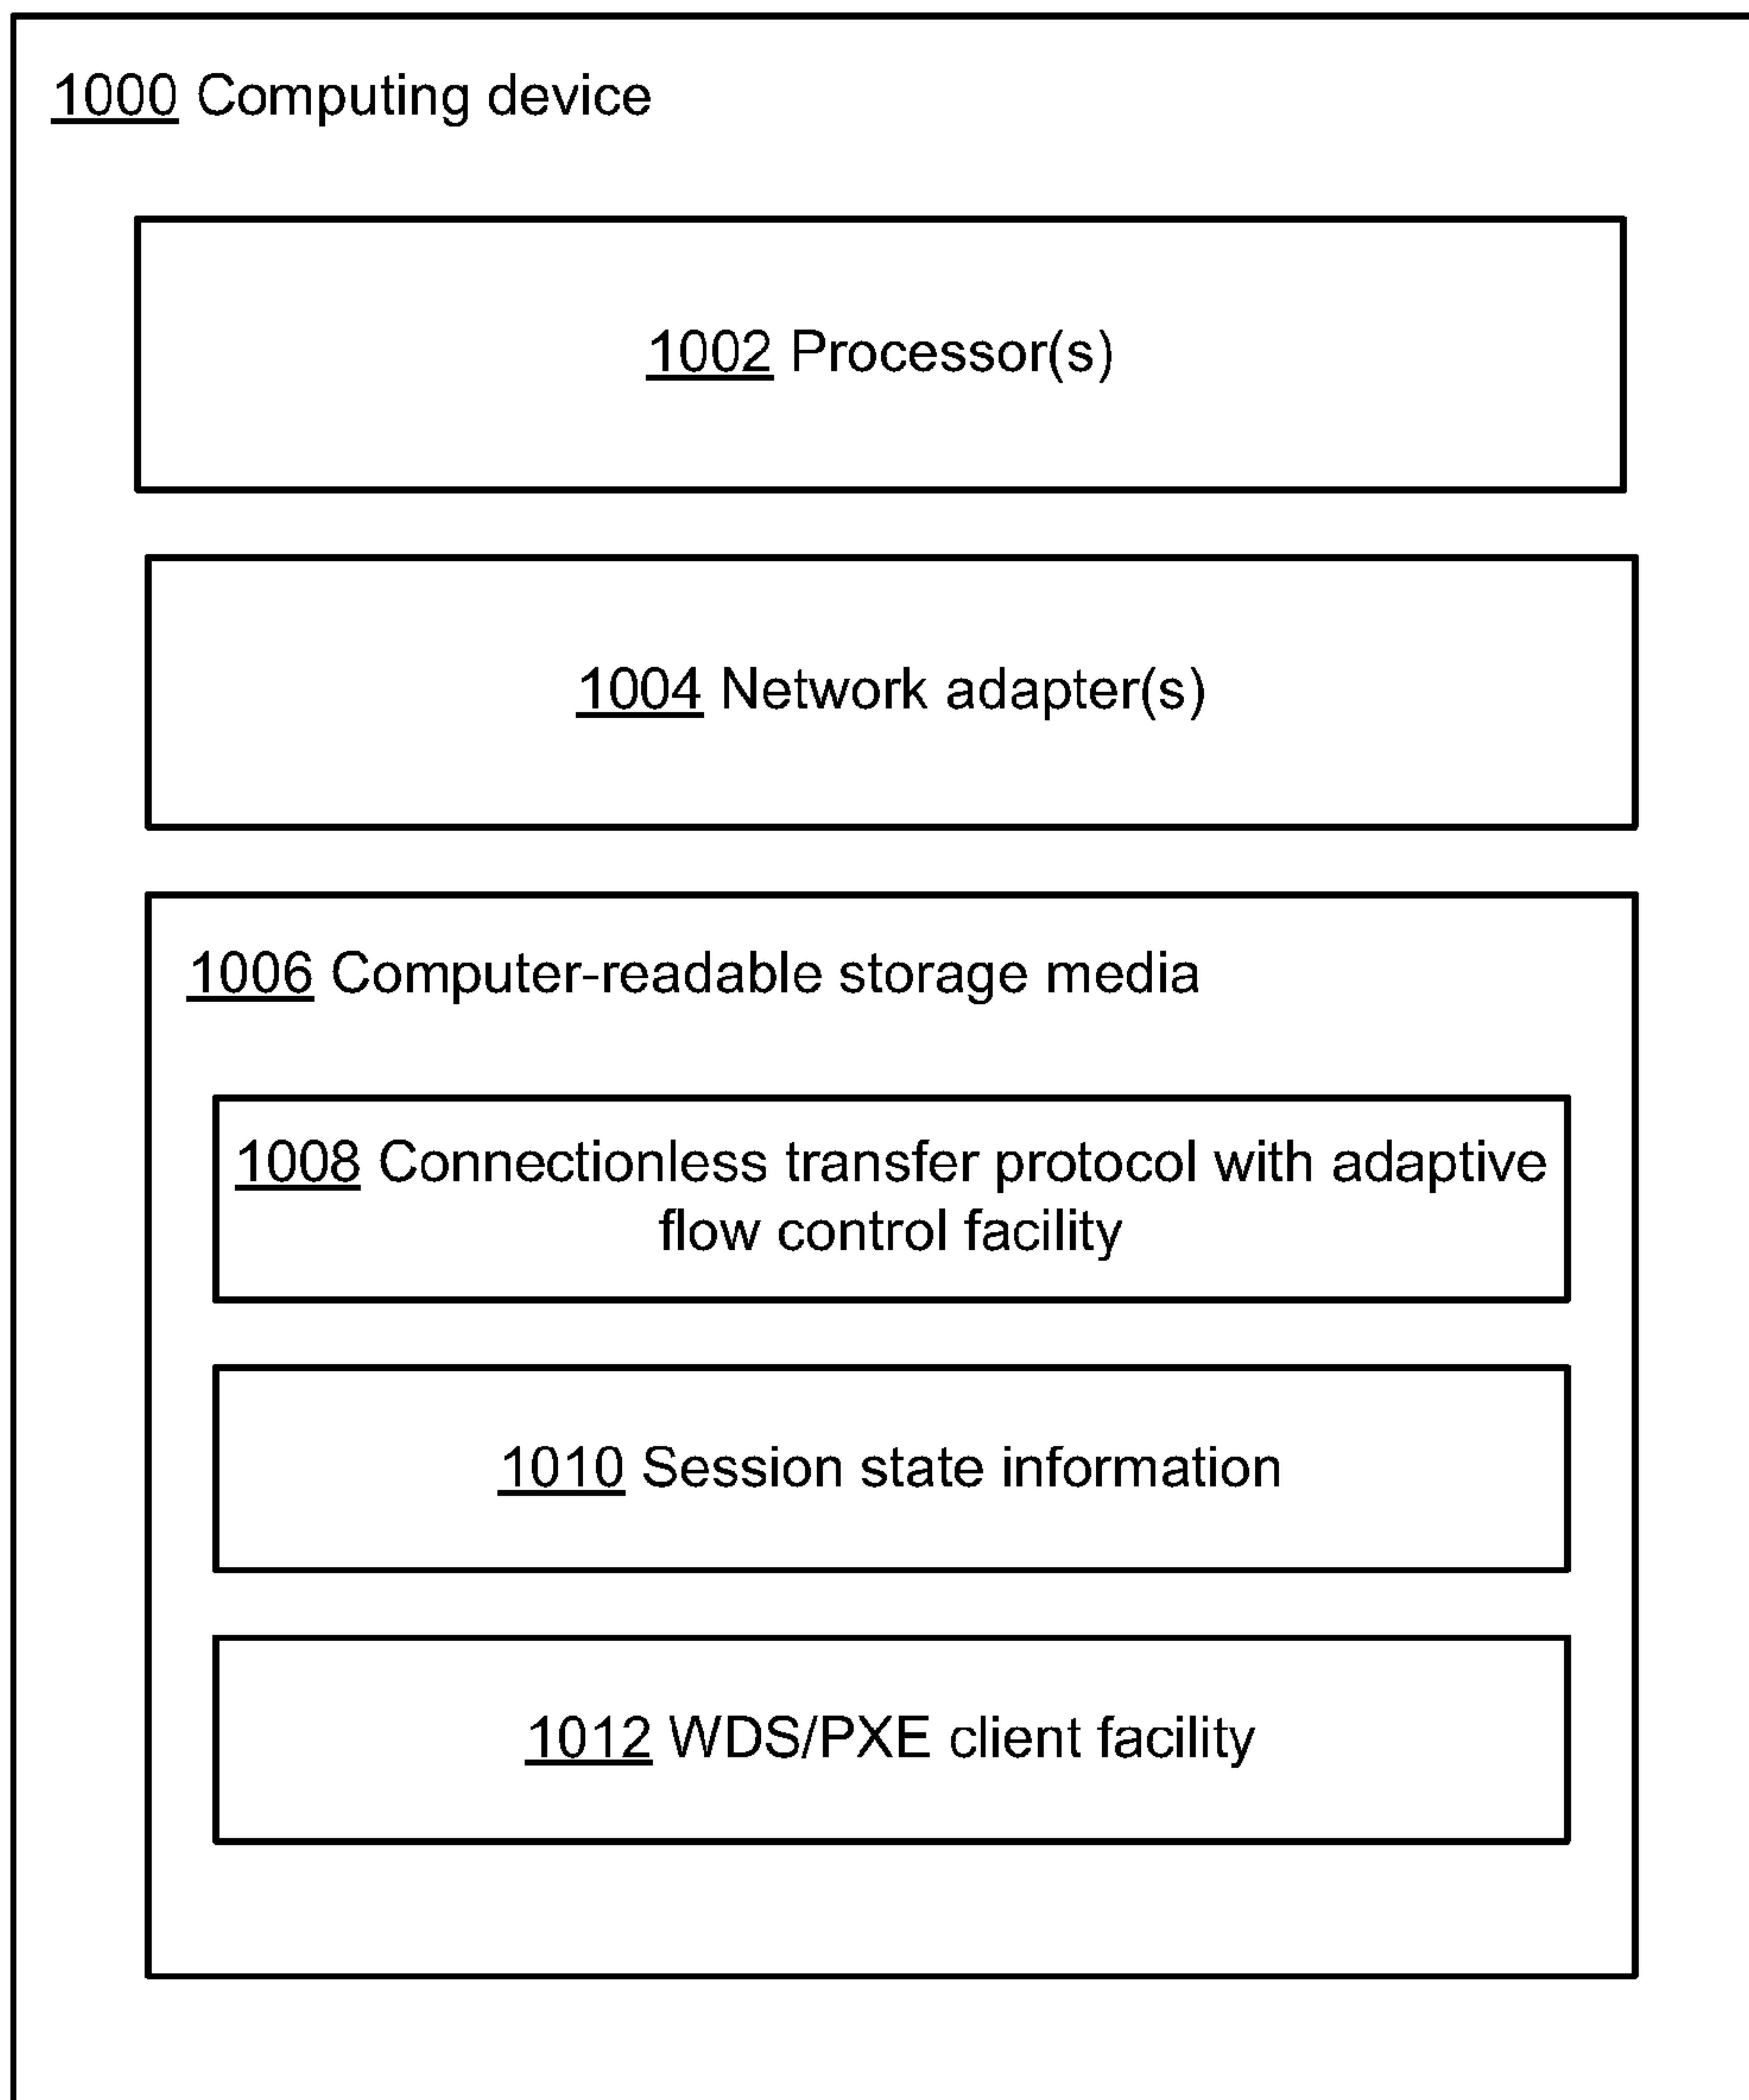 1000 Computing device
1002 Processor(s)
1004 Network adapter(s)
1006 Computer-readable storage media
1008 Connectionless transfer protocol with adaptive
flow control facility
1010 Session state information
1012 WDS/PXE client facility